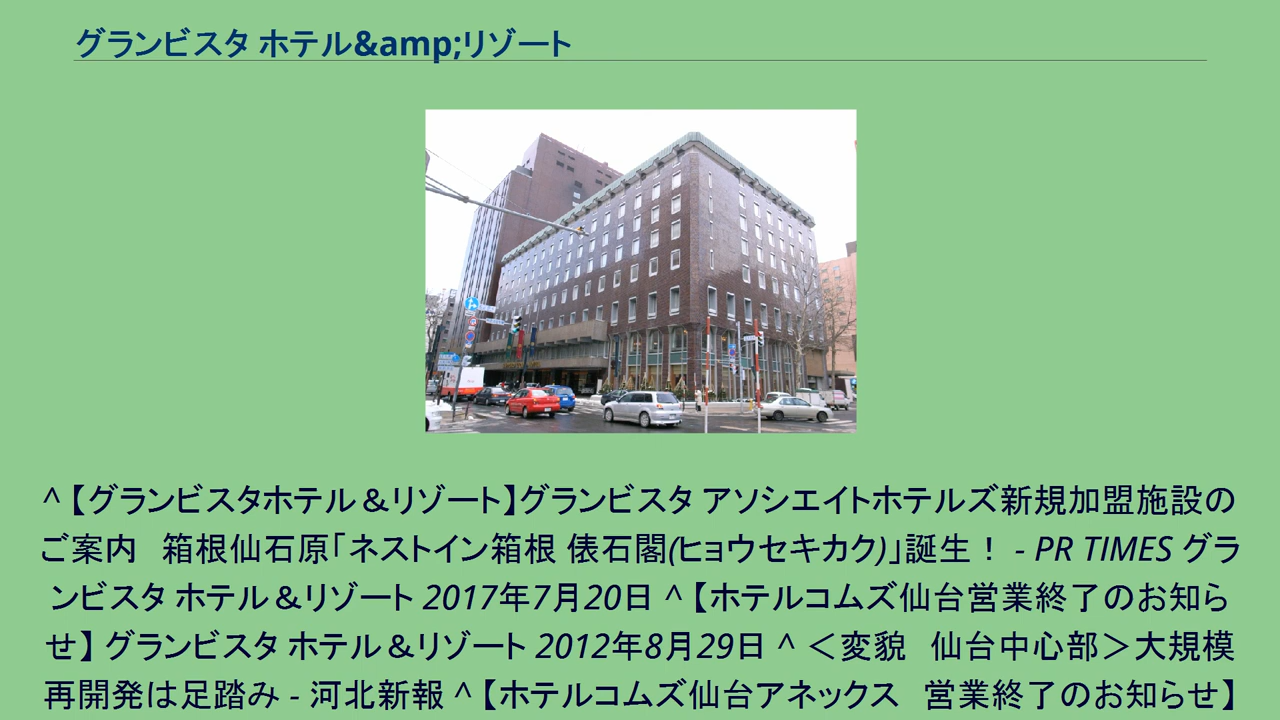 グランビスタ ホテル&amp;リゾート
^ 【グランビスタホテル＆リゾート】グランビスタ アソシエイトホテルズ新規加盟施設の
ご案内　箱根仙石原「ネストイン箱根 俵石閣(ヒョウセキカク)」誕生！ - PR TIMES グラ
ンビスタ ホテル＆リゾート 2017年7月20日 ^ 【ホテルコムズ仙台営業終了のお知ら
せ】 グランビスタ ホテル＆リゾート 2012年8月29日 ^ ＜変貌　仙台中心部＞大規模
再開発は足踏み - 河北新報 ^ 【ホテルコムズ仙台アネックス　営業終了のお知らせ】